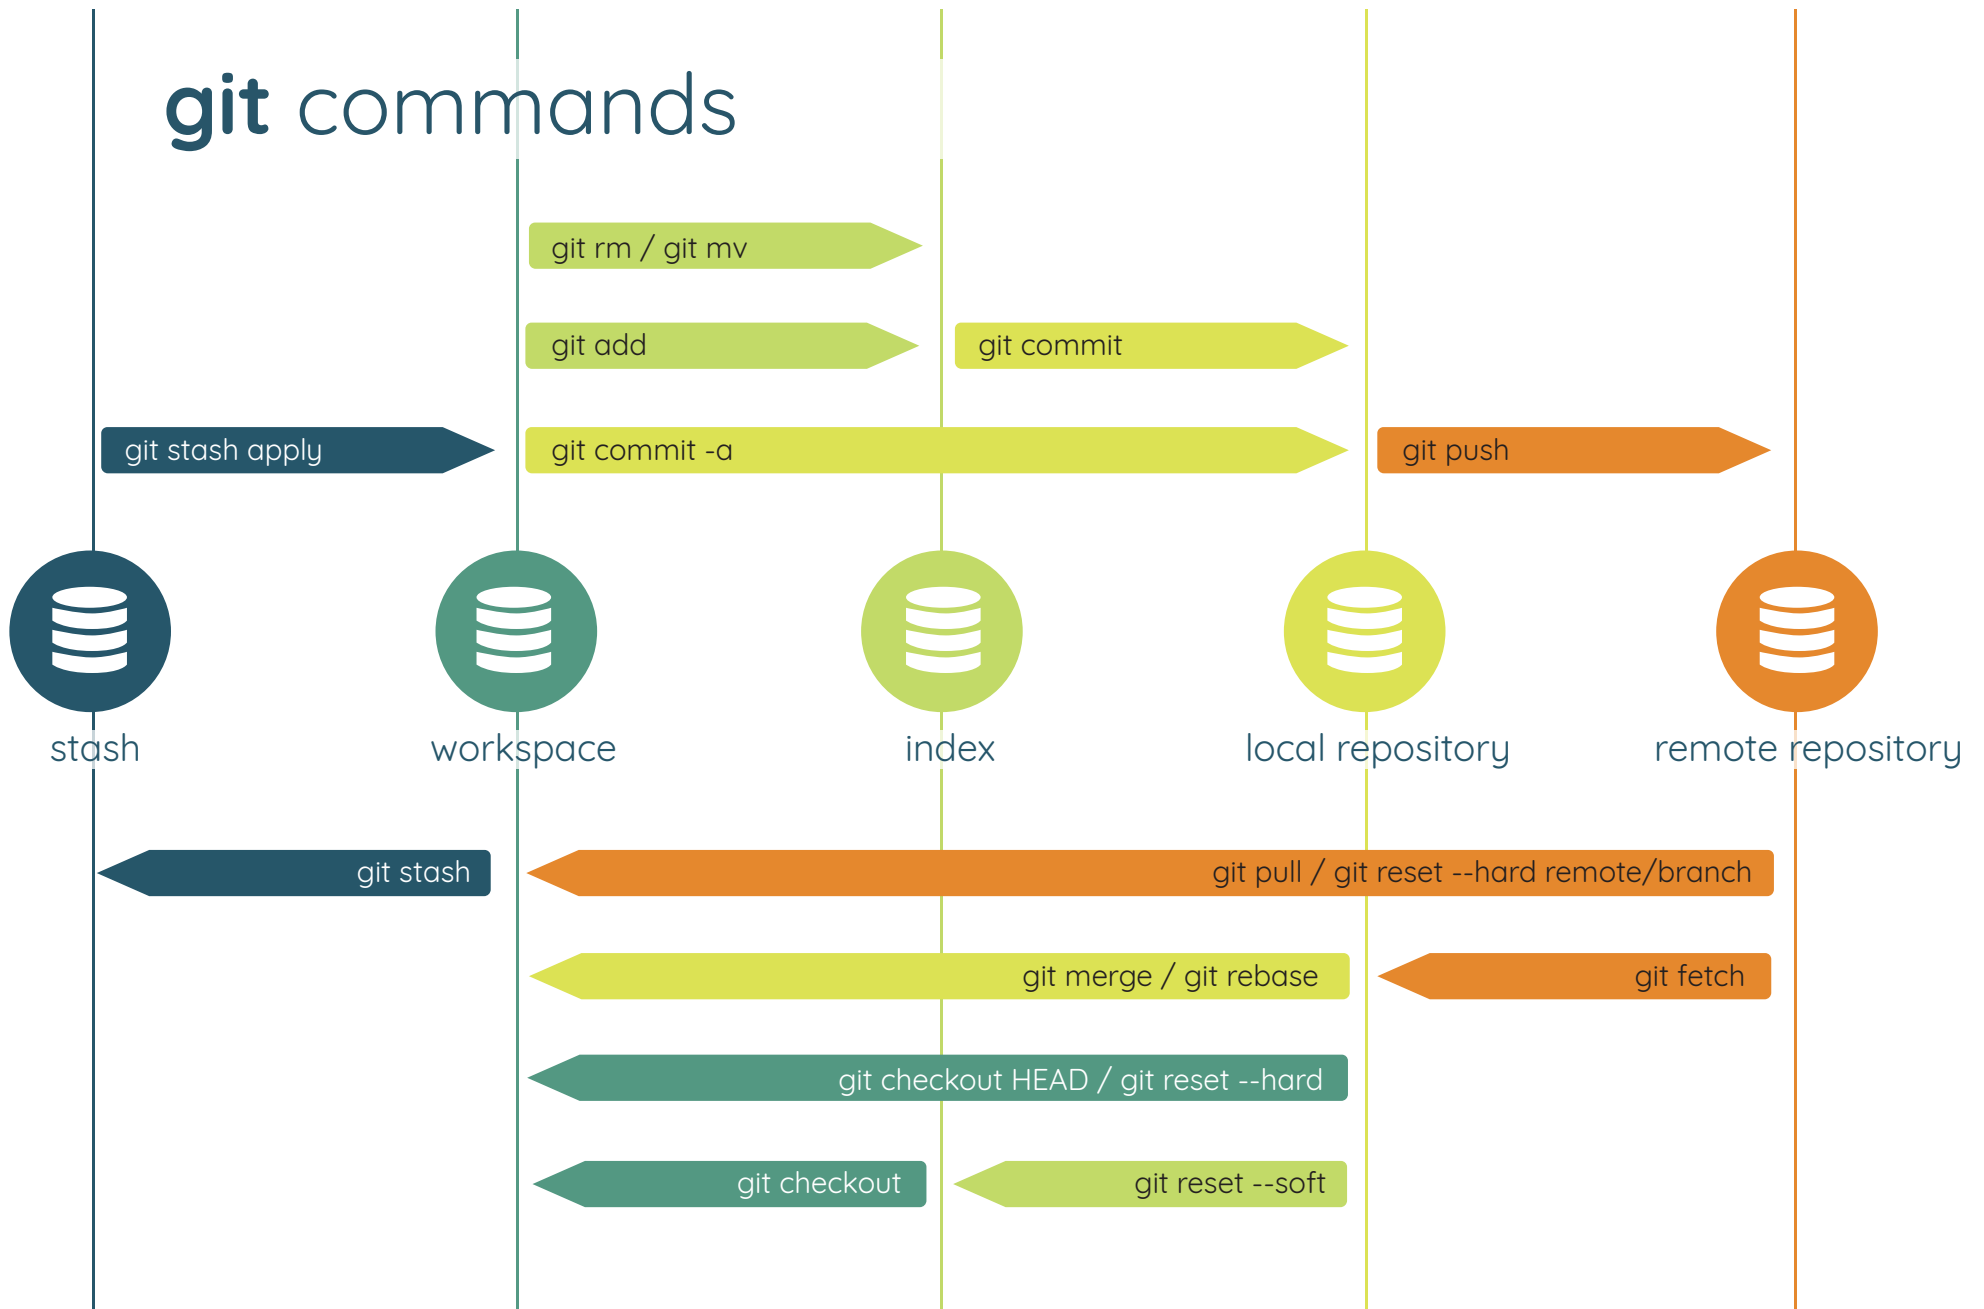 git commands
git rm / git mv
git add
git commit
git stash apply
git commit -a
git push
stash
workspace
index
local repository
remote repository
git stash
git pull / git reset --hard remote/branch
git merge / git rebase
git fetch
git checkout HEAD / git reset --hard
git checkout
git reset --soft